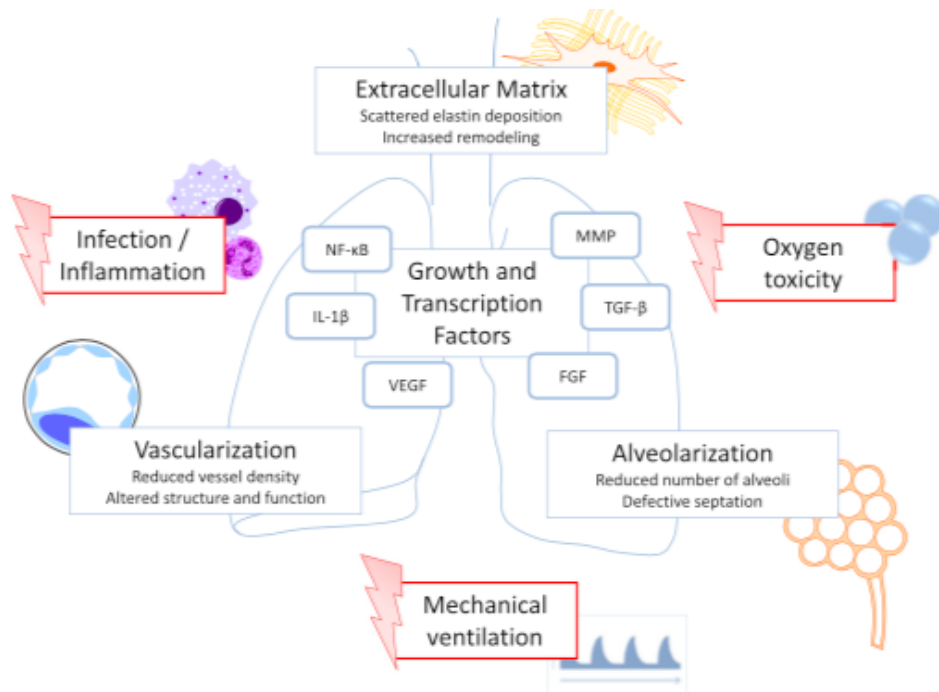 Extracellular Matrix
Scattered elastin deposition
Increased remodeling
Infection /
Inflammation
Oxygen
toxicity
NF-κB
MMP
Growth and
Transcription
Factors
IL-1β
TGF-β
VEGF
FGF
Vascularization
Reduced vessel density
Altered structure and function
Alveolarization
Reduced number of alveoli
Defective septation
Mechanical
ventilation